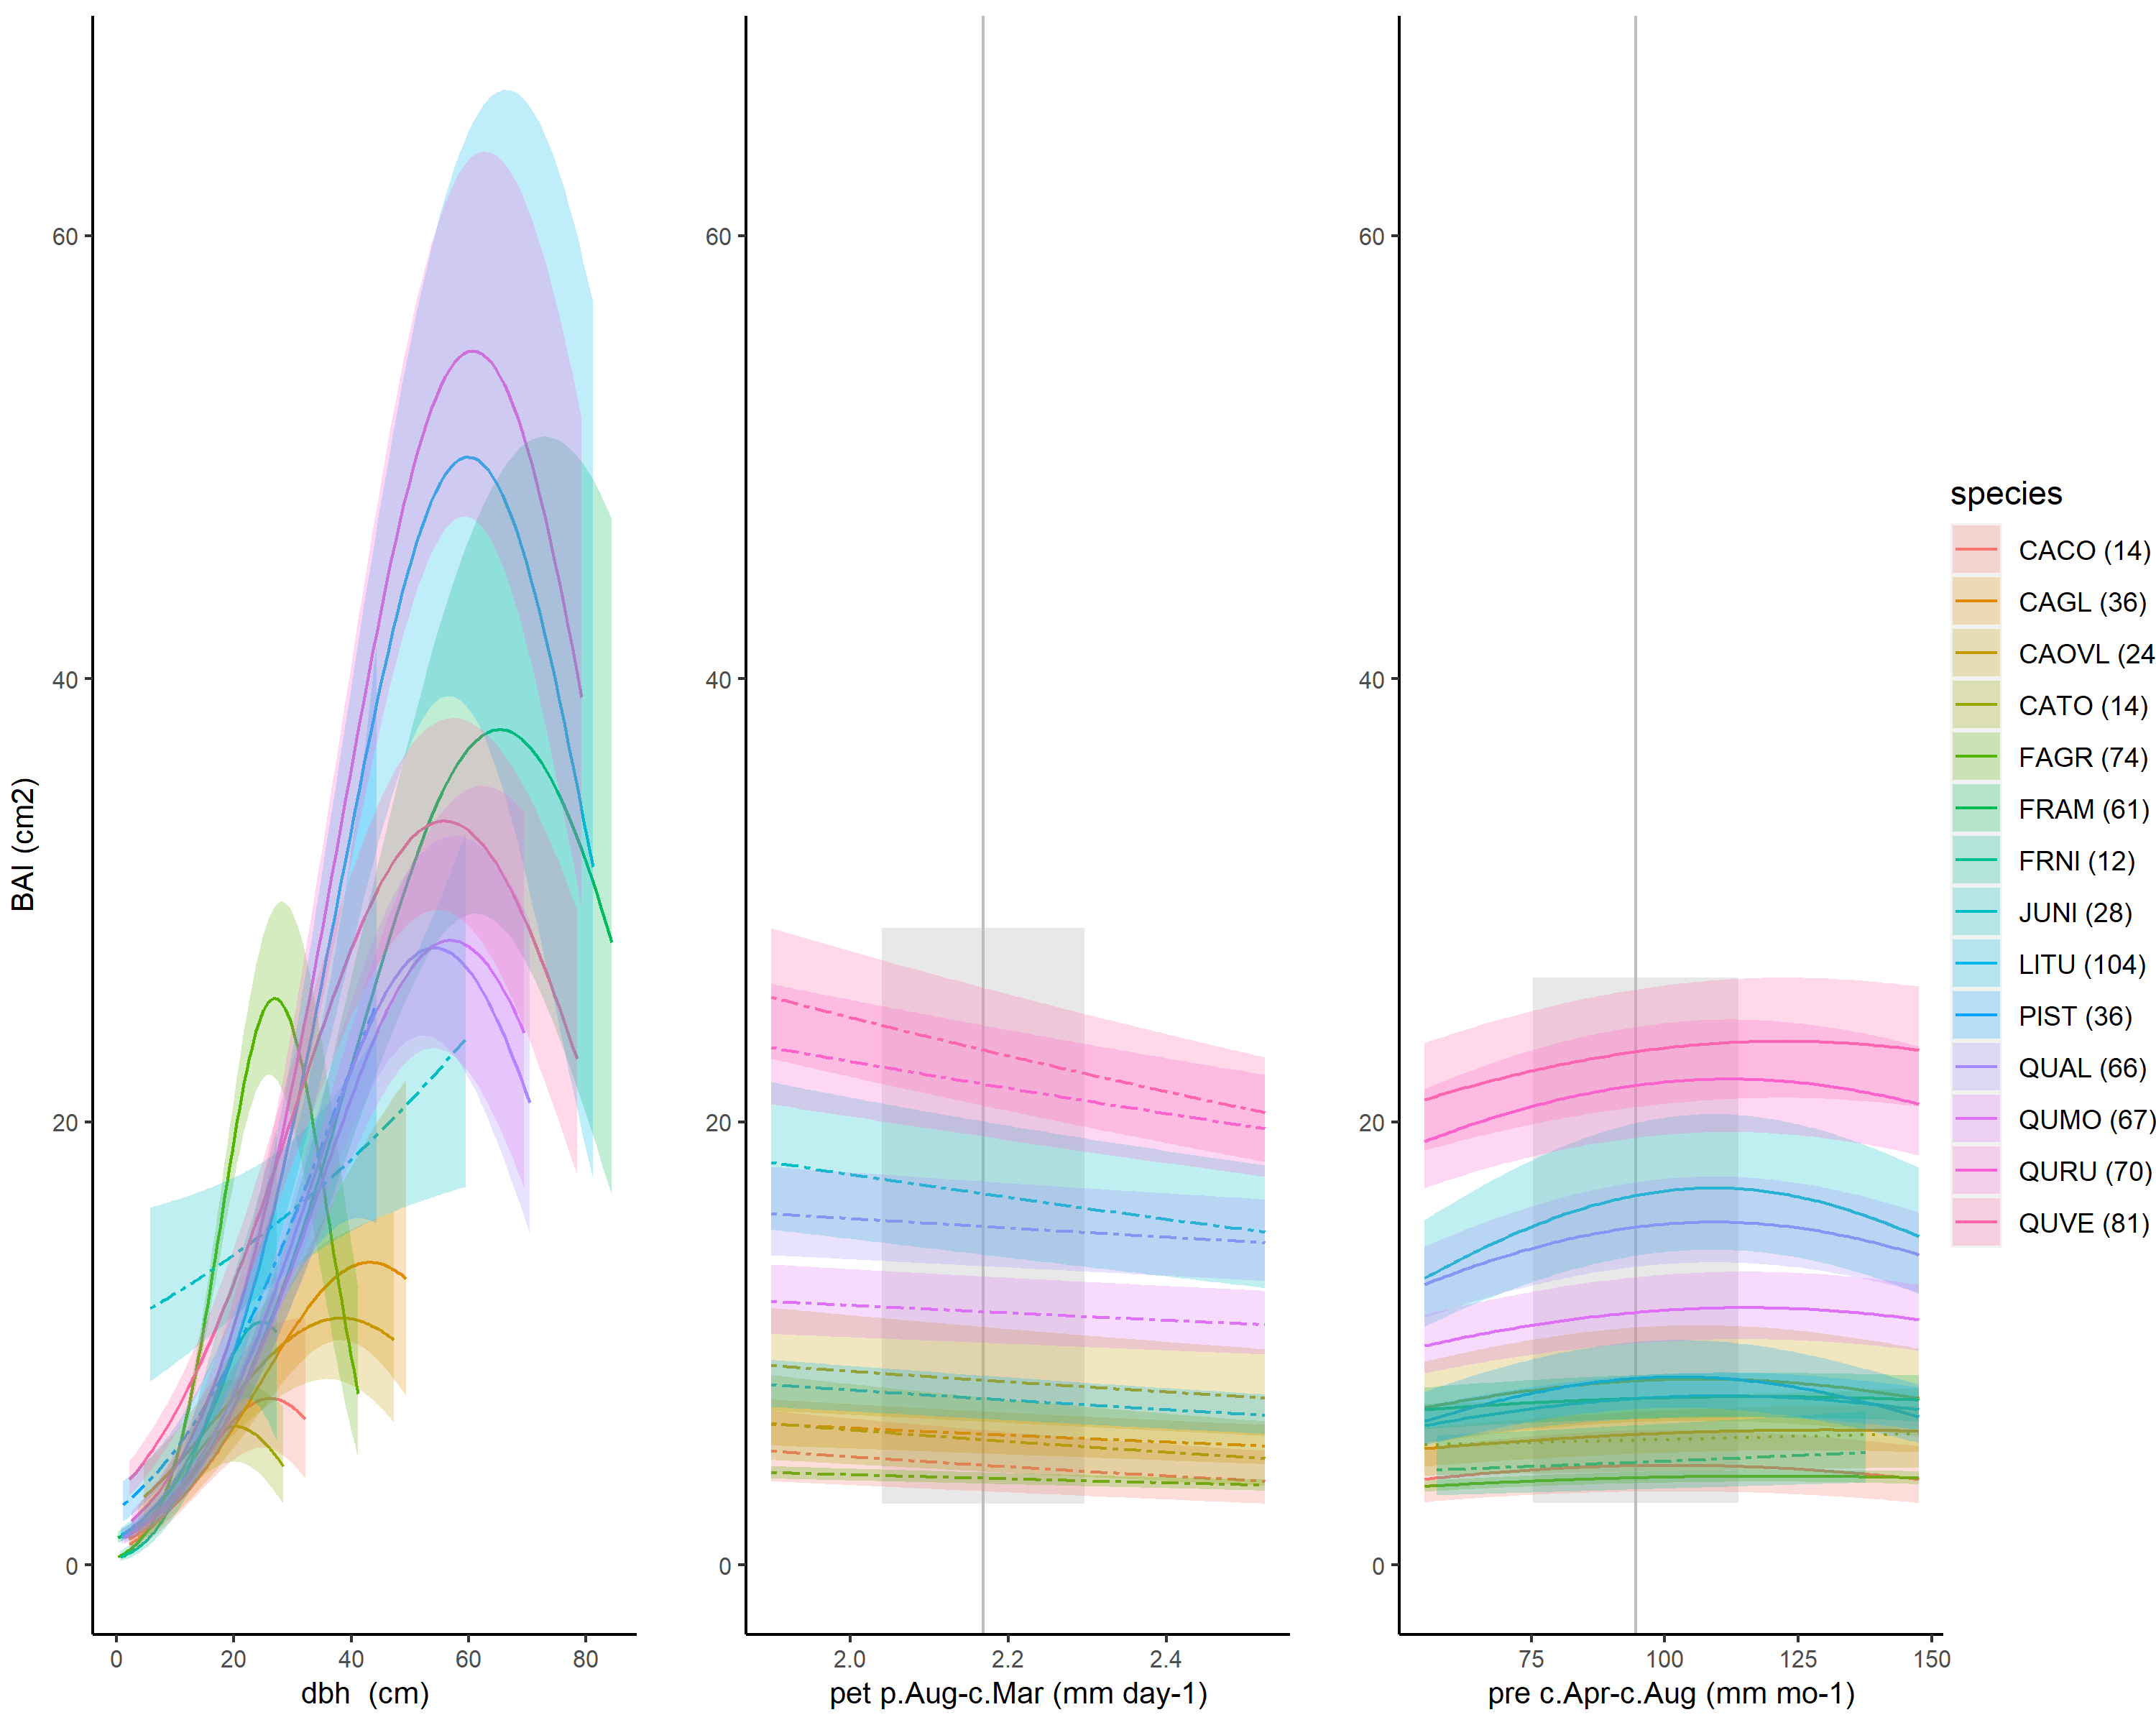 BAI (cm2)
60
40
20
0
0 20 40 60 80
dbh (cm)
60
40
20
0
2.0 2.2 2.4
pet p.Aug-c.Mar (mm day-1)
60
40
20
0
75 100 125 150
pre c.Apr-c.Aug (mm mo-1)
species
CACO (14)
CAGL (36)
CAOVL (24
CATO (14)
FAGR (74)
FRAM (61)
FRNI (12)
JUNI (28)
LITU (104)
PIST (36)
QUAL (66)
QUMO (67)
QURU (70)
QUVE (81)